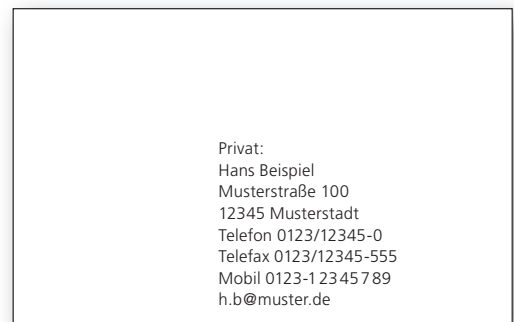 Privat:
Hans Beispiel
Musterstraße 100
12345 Musterstadt
Telefon 0123/12345-0
Telefax 0123/12345-555
Mobil 0123-12345789
h.b@muster.de